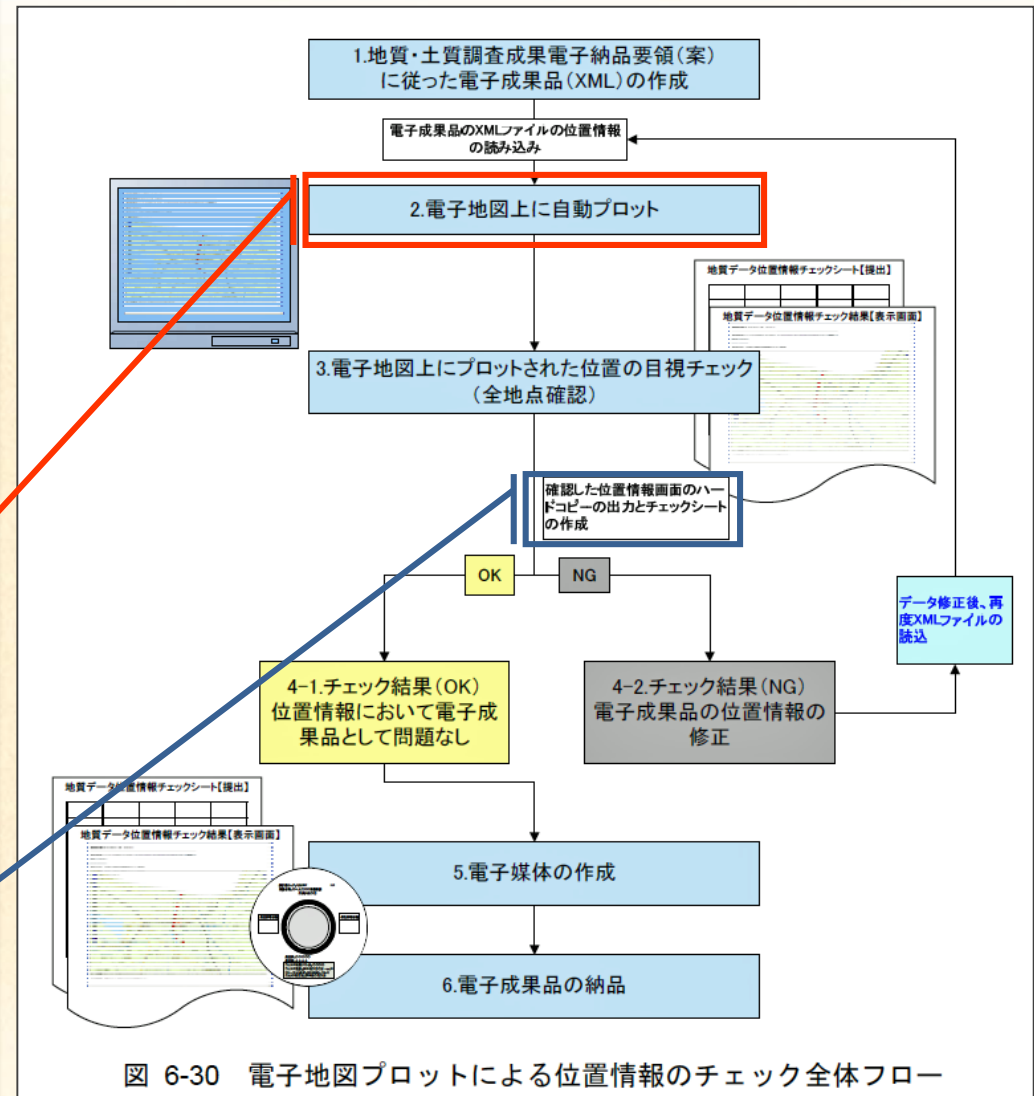 1.地質・土質調査成果電子納品要領(案)
に従った電子成果品(XML)の作成
電子成果品のXMLファイルの位置情報
の読み込み
2.電子地図上に自動プロット
地質データ位置情報チェックシート【提出】
地質データ位置情報チェック結果【表示画面】
3.電子地図上にプロットされた位置の目視チェック
(全地点確認)
確認した位置情報画面のハー
ドコピーの出力とチェックシート
の作成
OK
NG
データ修正後、再
度XMLファイルの
読込
4-1.チェック結果(OK)
位置情報において電子成
果品として問題なし
4-2.チェック結果(NG)
電子成果品の位置情報の
修正
地質データ位置情報チェックシート【提出】
地質データ位置情報チェック結果【表示画面】
5.電子媒体の作成
6.電子成果品の納品
図 6-30 電子地図プロットによる位置情報のチェック全体フロー